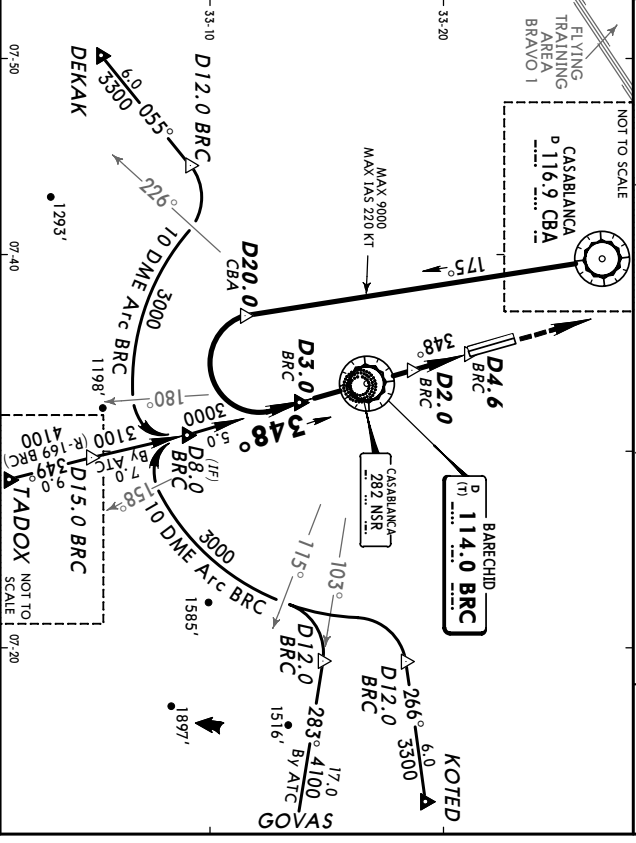 33-10
33-20
FLYING
TRAINING
AREA
BRAVO 1
NOT TO SCALE
CASABLANCA
D 116.9 CBA
07-50
DEKAK
6.0
3300
055°
D12.0 BRC
226°
1293'
MAX 9000
MAX IAS 220 KT
175°
07-40
D20.0
CBA
10 DME Arc BRC
3000
D3.0
BRC
348°
D2.0
BRC
D4.6
BRC
348°
1198'
180°
3000
5.0
D8.0
BRC
(IF)
3100
By ATC
7.0
D15.0 BRC
4100
(R-169 BRC)
349°
9.0
TADOX
NOT TO
SCALE
158°
10 DME Arc BRC
3000
CASABLANCA
282 NSR
BARECHID
D
(T)
114.0 BRC
115°
103°
1585'
07-20
D12.0
BRC
D12.0
BRC
266°
6.0
3300
KOTED
283°
17.0
4100
By ATC
GOVAS
1516'
1897'